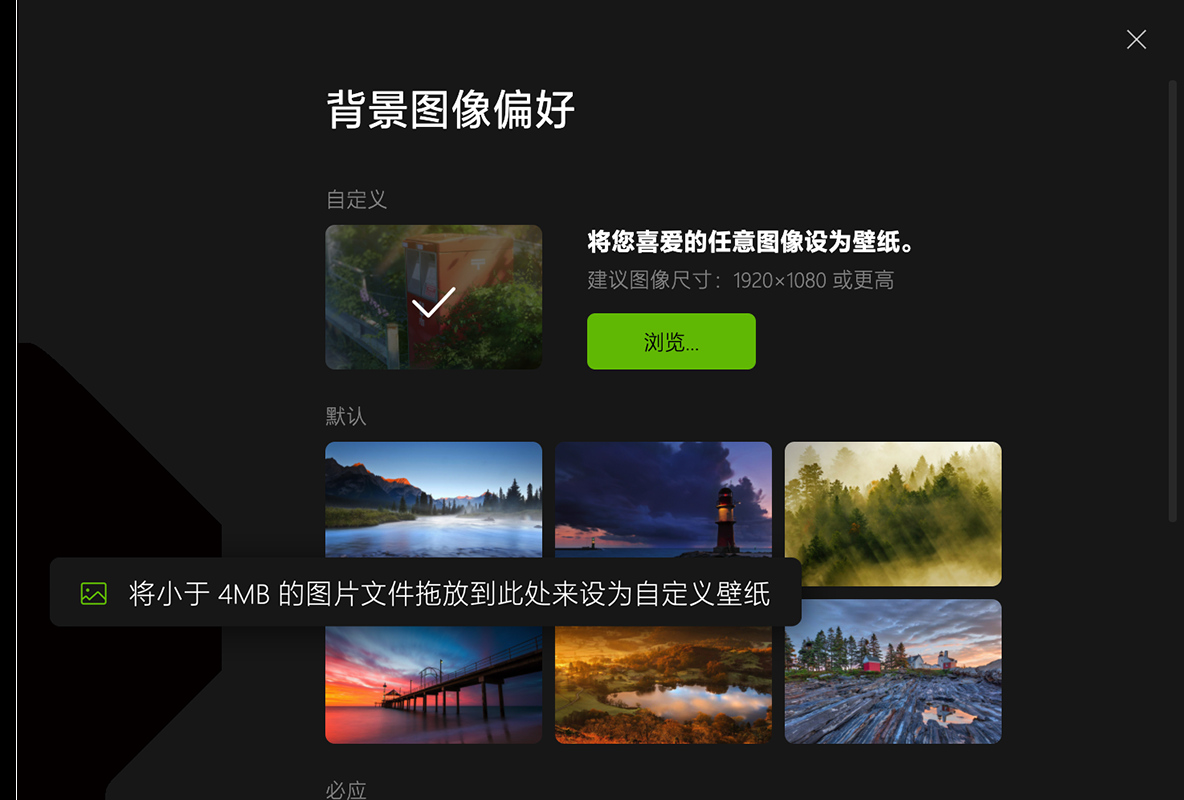 背景图像偏好
自定义
将您喜爱的任意图像设为壁纸。
建议图像尺寸：1920×1080 或更高
浏览...
默认
将小于 4MB 的图片文件拖放到此处来设为自定义壁纸
必应